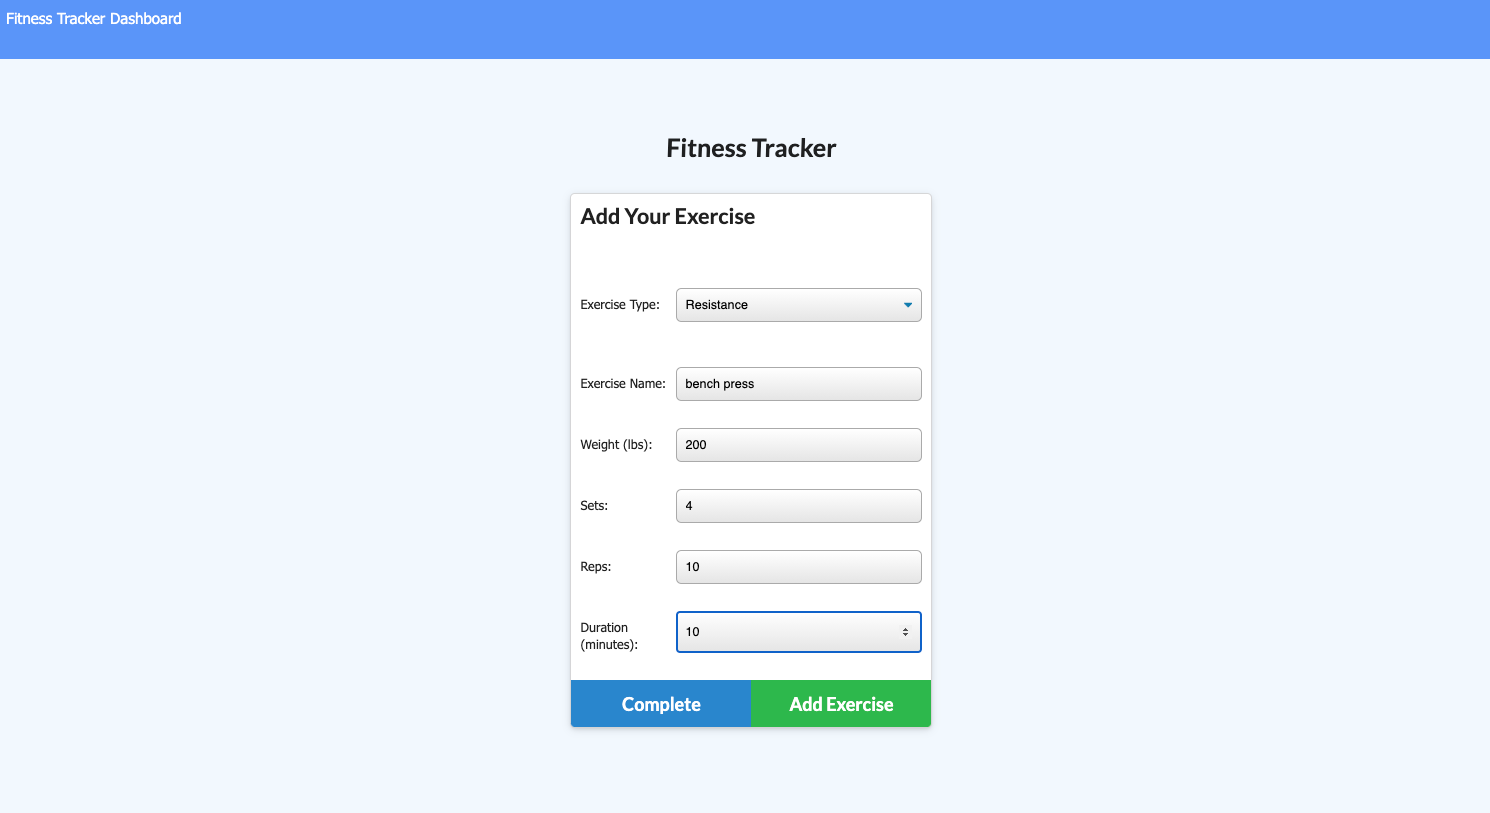 Fitness Tracker Dashboard
Fitness Tracker
Add Your Exercise
Exercise Type: Resistance
Exercise Name: bench press
Weight (lbs): 200
Sets: 4
Reps: 10
Duration
(minutes): 10
Complete Add Exercise